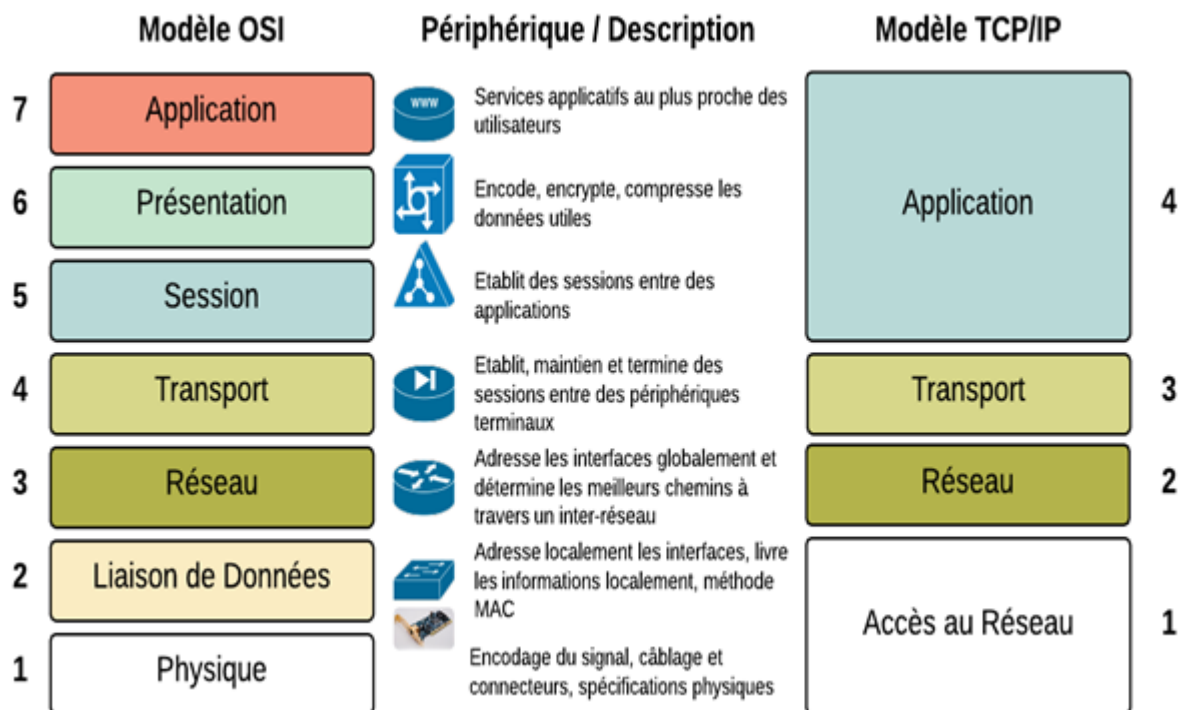 Modèle OSI
Périphérique / Description
Modèle TCP/IP
7
Application
www
Services applicatifs au plus proche des
utilisateurs
6
Présentation
Encode, encrypte, compresse les
données utiles
Application
4
5
Session
Etablit des sessions entre des
applications
4
Transport
Etablit, maintien et termine des
sessions entre des périphériques
terminaux
Transport
3
3
Réseau
Adresse les interfaces globalement et
détermine les meilleurs chemins à
travers un inter-réseau
Réseau
2
2
Liaison de Données
Adresse localement les interfaces, livre
les informations localement, méthode
MAC
Accès au Réseau
1
1
Physique
Encodage du signal, câblage et
connecteurs, spécifications physiques